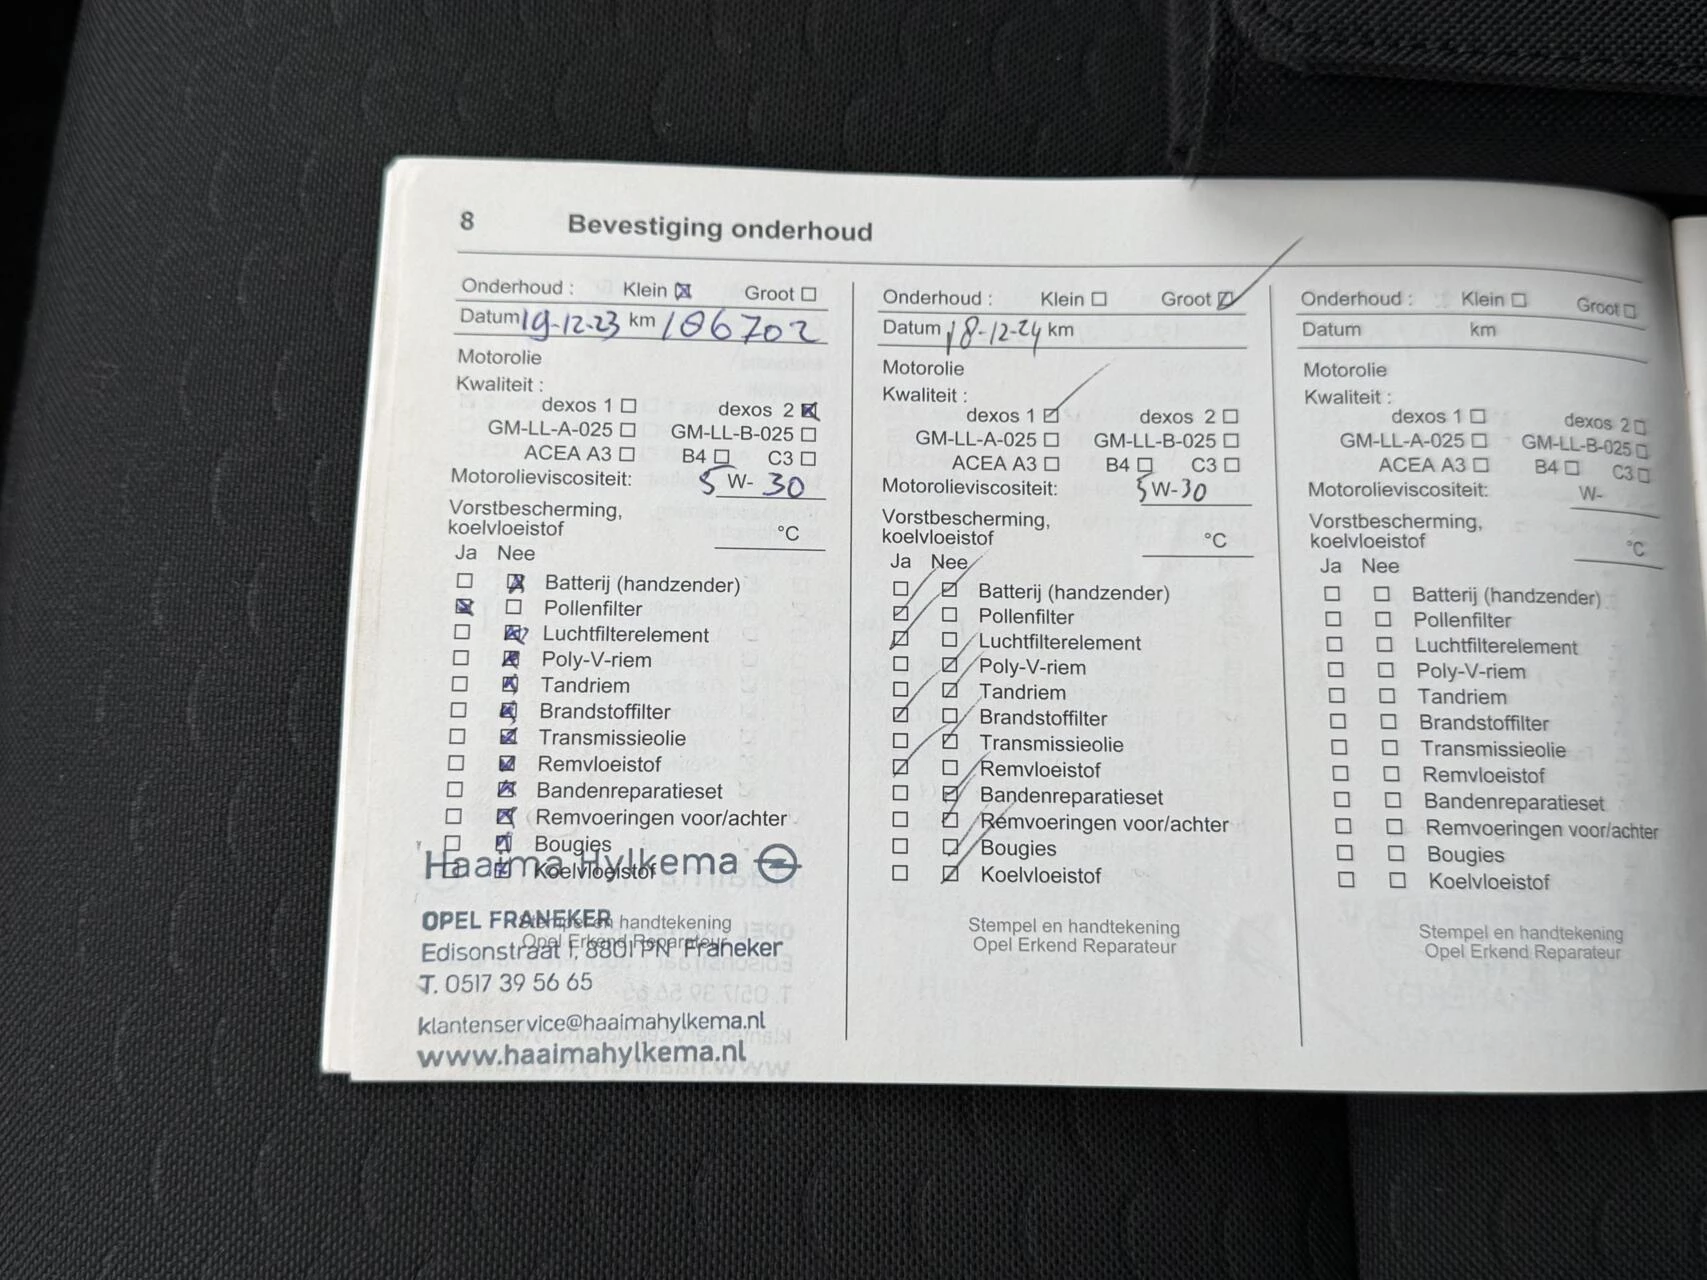 8 Bevestiging onderhoud
Onderhoud : Klein ☒ Groot ☐
Datum 19-12-23 km 186702
Motorolie
Kwaliteit :
dexos 1 ☐ dexos 2 ☒
GM-LL-A-025 ☐ GM-LL-B-025 ☐
ACEA A3 ☐ B4 ☐ C3 ☐
Motorolieviscositeit: 5 W- 30
Vorstbescherming,
koelvloeistof °C
Ja Nee
☐ ☒ Batterij (handzender)
☒ ☐ Pollenfilter
☐ ☒ Luchtfilterelement
☐ ☒ Poly-V-riem
☐ ☒ Tandriem
☐ ☒ Brandstoffilter
☐ ☒ Transmissieolie
☐ ☒ Remvloeistof
☐ ☒ Bandenreparatieset
☐ ☒ Remvoeringen voor/achter
☐ ☒ Bougies
☐ ☒ Koelvloeistof
Haaima Hylkema
Stempel en handtekening
Opel Erkend Reparateur
OPEL FRANEKER
Edisonstraat 1, 8801 PN Franeker
T. 0517 39 56 65
klantenservice@haaimahylkema.nl
www.haaimahylkema.nl
Onderhoud : Klein ☐ Groot ☑
Datum 18-12-24 km
Motorolie
Kwaliteit :
dexos 1 ☑ dexos 2 ☐
GM-LL-A-025 ☐ GM-LL-B-025 ☐
ACEA A3 ☐ B4 ☐ C3 ☐
Motorolieviscositeit: 5 W-30
Vorstbescherming,
koelvloeistof °C
Ja Nee
☐ ☑ Batterij (handzender)
☑ ☐ Pollenfilter
☑ ☐ Luchtfilterelement
☐ ☑ Poly-V-riem
☐ ☑ Tandriem
☑ ☐ Brandstoffilter
☐ ☑ Transmissieolie
☑ ☐ Remvloeistof
☐ ☑ Bandenreparatieset
☐ ☑ Remvoeringen voor/achter
☐ ☑ Bougies
☐ ☑ Koelvloeistof
Stempel en handtekening
Opel Erkend Reparateur
Onderhoud : Klein ☐ Groot ☐
Datum km
Motorolie
Kwaliteit :
dexos 1 ☐ dexos 2 ☐
GM-LL-A-025 ☐ GM-LL-B-025 ☐
ACEA A3 ☐ B4 ☐ C3 ☐
Motorolieviscositeit: W-
Vorstbescherming,
koelvloeistof °C
Ja Nee
☐ ☐ Batterij (handzender)
☐ ☐ Pollenfilter
☐ ☐ Luchtfilterelement
☐ ☐ Poly-V-riem
☐ ☐ Tandriem
☐ ☐ Brandstoffilter
☐ ☐ Transmissieolie
☐ ☐ Remvloeistof
☐ ☐ Bandenreparatieset
☐ ☐ Remvoeringen voor/achter
☐ ☐ Bougies
☐ ☐ Koelvloeistof
Stempel en handtekening
Opel Erkend Reparateur